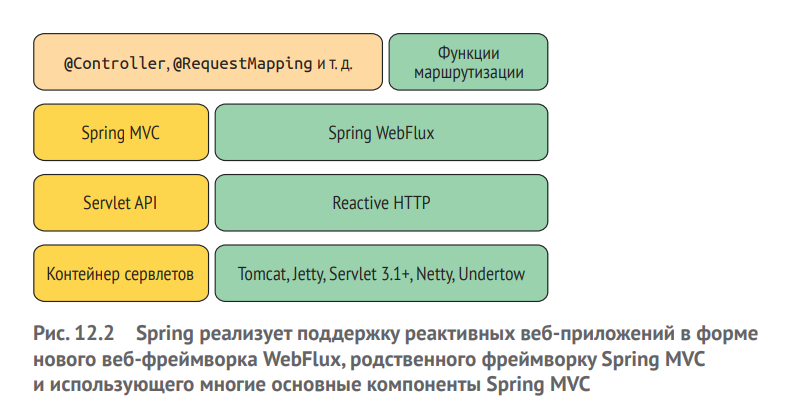 @Controller, @RequestMapping и т. д.
Функции
маршрутизации
Spring MVC
Spring WebFlux
Servlet API
Reactive HTTP
Контейнер сервлетов
Tomcat, Jetty, Servlet 3.1+, Netty, Undertow
Рис. 12.2 Spring реализует поддержку реактивных веб-приложений в форме
нового веб-фреймворка WebFlux, родственного фреймворку Spring MVC
и использующего многие основные компоненты Spring MVC